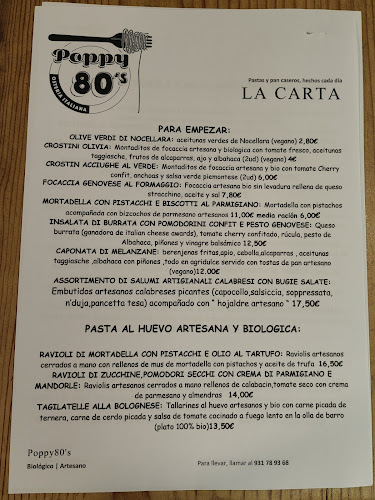 Poppy
80's
OSTERIA ITALIANA
Pastas y pan caseros, hechos cada día
LA CARTA
PARA EMPEZAR:
OLIVE VERDI DI NOCELLARA: aceitunas verdes de Nocellara (vegano) 2,80€
CROSTINI OLIVIA: Montaditos de focaccia artesana y biologica con tomate fresco, aceitunas
taggiasche, frutos de alcaparras, ajo y albahaca (2ud) (vegano) 4€
CROSTINI ACCIUGHE AL VERDE: Montaditos de focaccia artesana y bio con tomate Cherry
confit, anchoas y salsa verde piemontese (2ud) 6,00€
FOCACCIA GENOVESE AL FORMAGGIO: Focaccia artesano bio sin levadura rellena de queso
stracchino, aceite y sal 7,80€
MORTADELLA CON PISTACCHI E BISCOTTI AL PARMIGIANO: Mortadella con pistachos
acompañada con bizcochos de parmesano artesanos 11,00€ media ración 6,00€
INSALATA DI BURRATA CON POMODORINI CONFIT E PESTO GENOVESE: Queso
burrata (ganadora de italian cheese awards), tomate cherry confitado, rúcula, pesto de
Albahaca, piñones y vinagre balsámico 12,50€
CAPONATA DI MELANZANE: berenjenas fritas,apio, cebolla,alcaparras , aceitunas
taggiasche ,albahaca con piñones ,todo en agridulce servido con tostas de pan artesano
(vegano)12.00€
ASSORTIMENTO DI SALUMI ARTIGIANALI CALABRESI CON BUGIE SALATE:
Embutidos artesanos calabreses picantes (capocollo,salsiccia, soppressata,
n'duja,pancetta tesa) acompañado con " hojaldre artesano " 17,50€
PASTA AL HUEVO ARTESANA Y BIOLOGICA:
RAVIOLI DI MORTADELLA CON PISTACCHI E OLIO AL TARTUFO: Raviolis artesanos
cerrados a mano con rellenos de mus de mortadella con pistachos y aceite de trufa 16,50€
RAVIOLI DI ZUCCHINE,POMODORI SECCHI CON CREMA DI PARMIGIANO E
MANDORLE: Raviolis artesanos cerrados a mano rellenos de calabacin,tomate seco con crema
de parmesano y almendras 14,00€
TAGLIATELLE ALLA BOLOGNESE: Tallarines al huevo artesanos y bio con carne picada de
ternera, carne de cerdo picada y salsa de tomate cocinado a fuego lento en la olla de barro
(plato 100% bio)13,50€
Poppy80's
Biológico | Artesano
Para llevar, llamar al 931 78 93 68